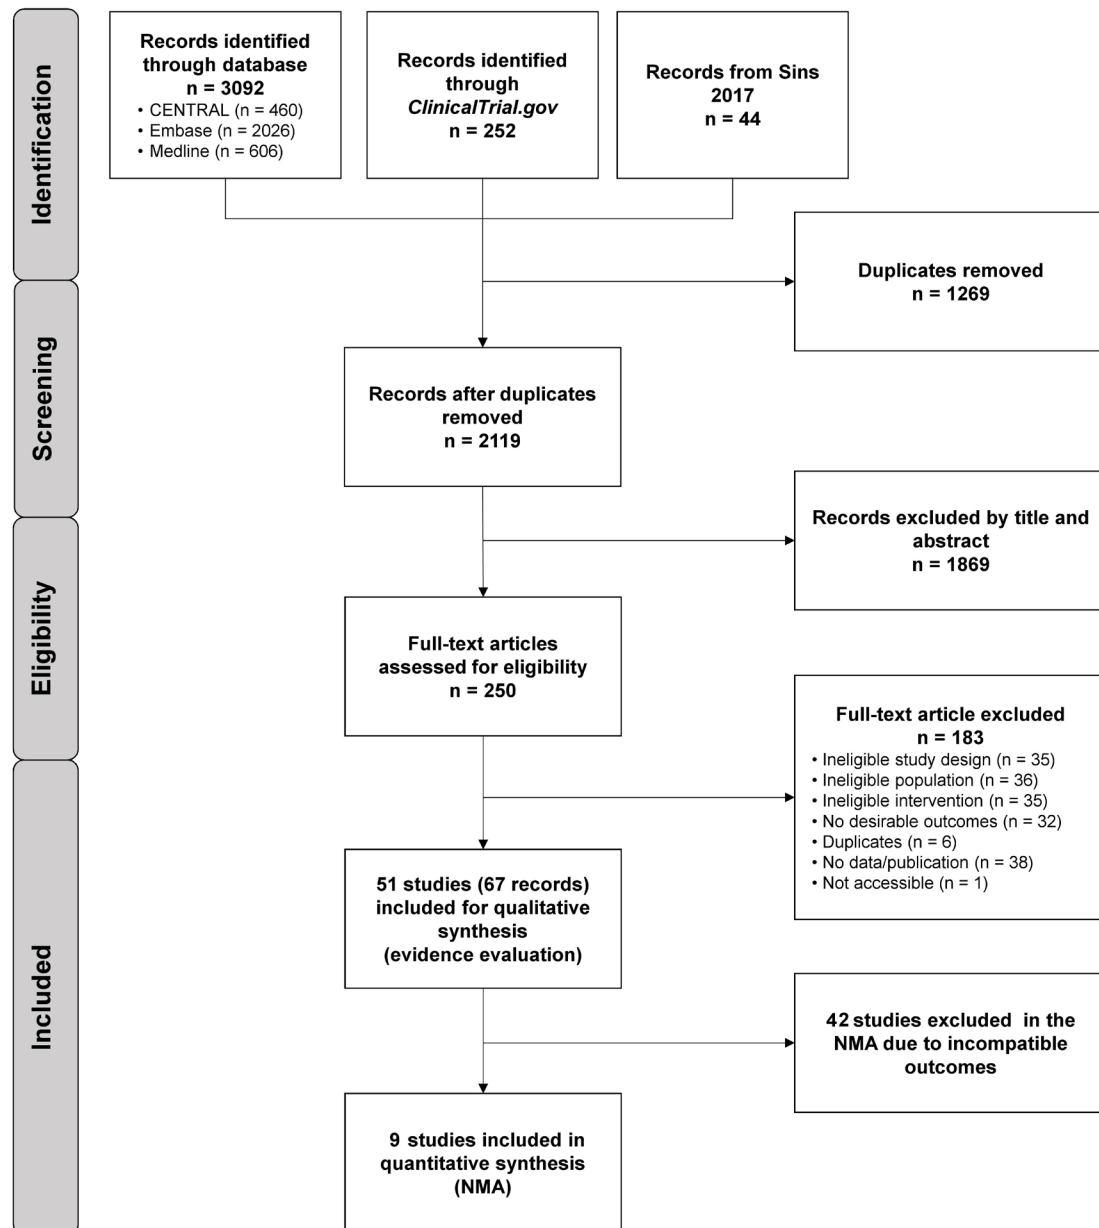 Identification
Records identified
through database
n = 3092
• CENTRAL (n = 460)
• Embase (n = 2026)
• Medline (n = 606)
Records identified
through
ClinicalTrial.gov
n = 252
Records from Sins
2017
n = 44
Duplicates removed
n = 1269
Screening
Records after duplicates
removed
n = 2119
Records excluded by title and
abstract
n = 1869
Eligibility
Full-text articles
assessed for eligibility
n = 250
Full-text article excluded
n = 183
• Ineligible study design (n = 35)
• Ineligible population (n = 36)
• Ineligible intervention (n = 35)
• No desirable outcomes (n = 32)
• Duplicates (n = 6)
• No data/publication (n = 38)
• Not accessible (n = 1)
Included
51 studies (67 records)
included for qualitative
synthesis
(evidence evaluation)
42 studies excluded in the
NMA due to incompatible
outcomes
9 studies included in
quantitative synthesis
(NMA)